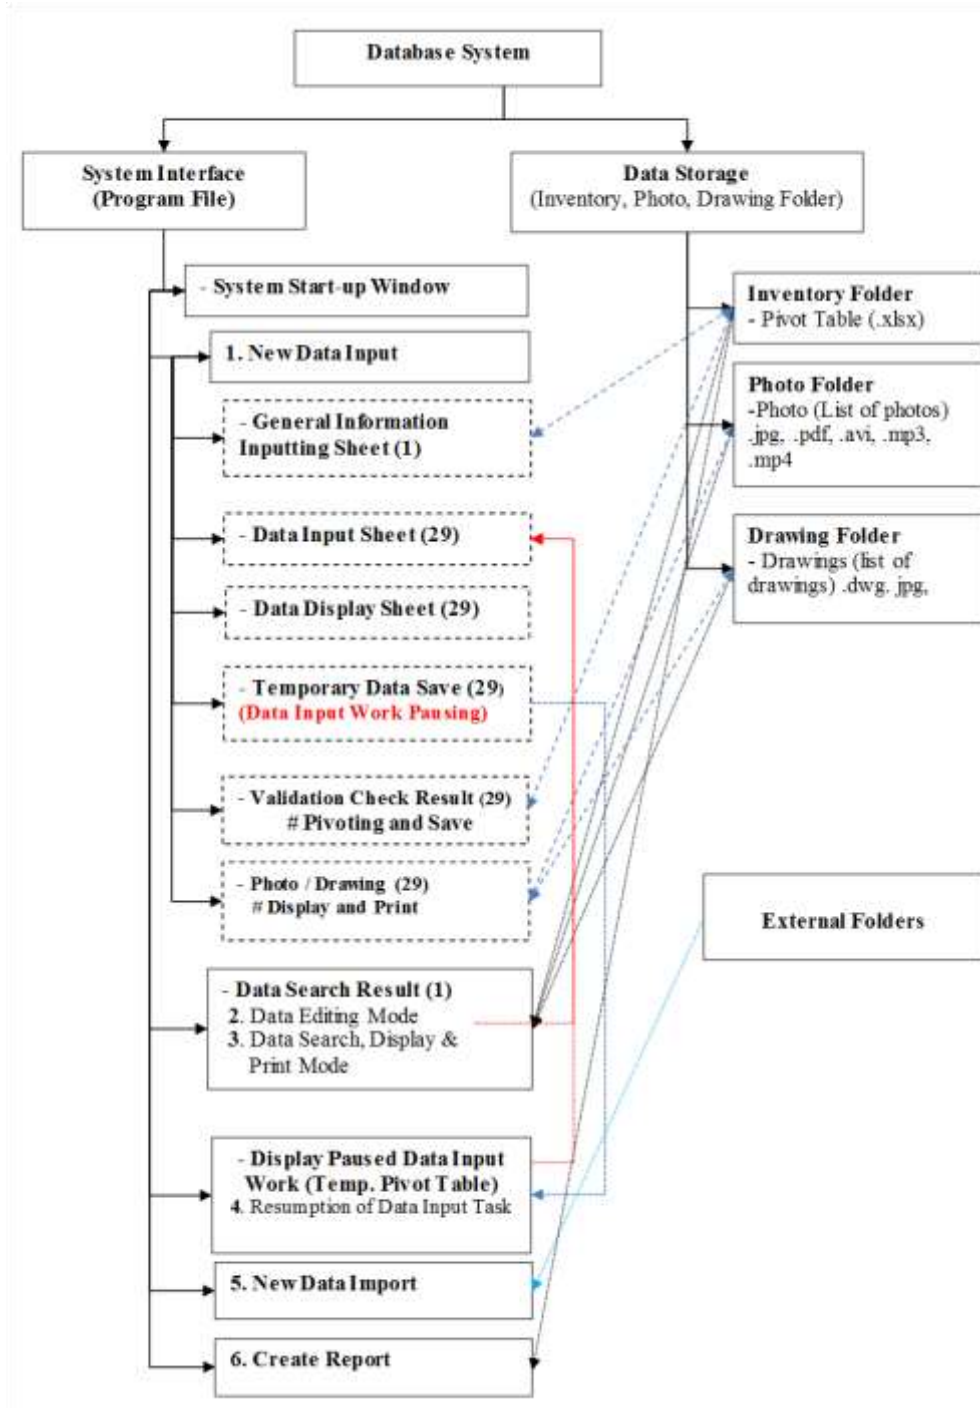 Database System
System Interface
(Program File)
Data Storage
(Inventory, Photo, Drawing Folder)
- System Start-up Window
1. New Data Input
- General Information
Inputting Sheet (1)
- Data Input Sheet (29)
- Data Display Sheet (29)
- Temporary Data Save (29)
(Data Input Work Pausing)
- Validation Check Result (29)
# Pivoting and Save
- Photo / Drawing (29)
# Display and Print
- Data Search Result (1)
2. Data Editing Mode
3. Data Search, Display &
Print Mode
- Display Paused Data Input
Work (Temp. Pivot Table)
4. Resumption of Data Input Task
5. New Data Import
6. Create Report
Inventory Folder
- Pivot Table (.xlsx)
Photo Folder
-Photo (List of photos)
.jpg, .pdf, .avi, .mp3,
.mp4
Drawing Folder
- Drawings (list of
drawings) .dwg. jpg,
External Folders